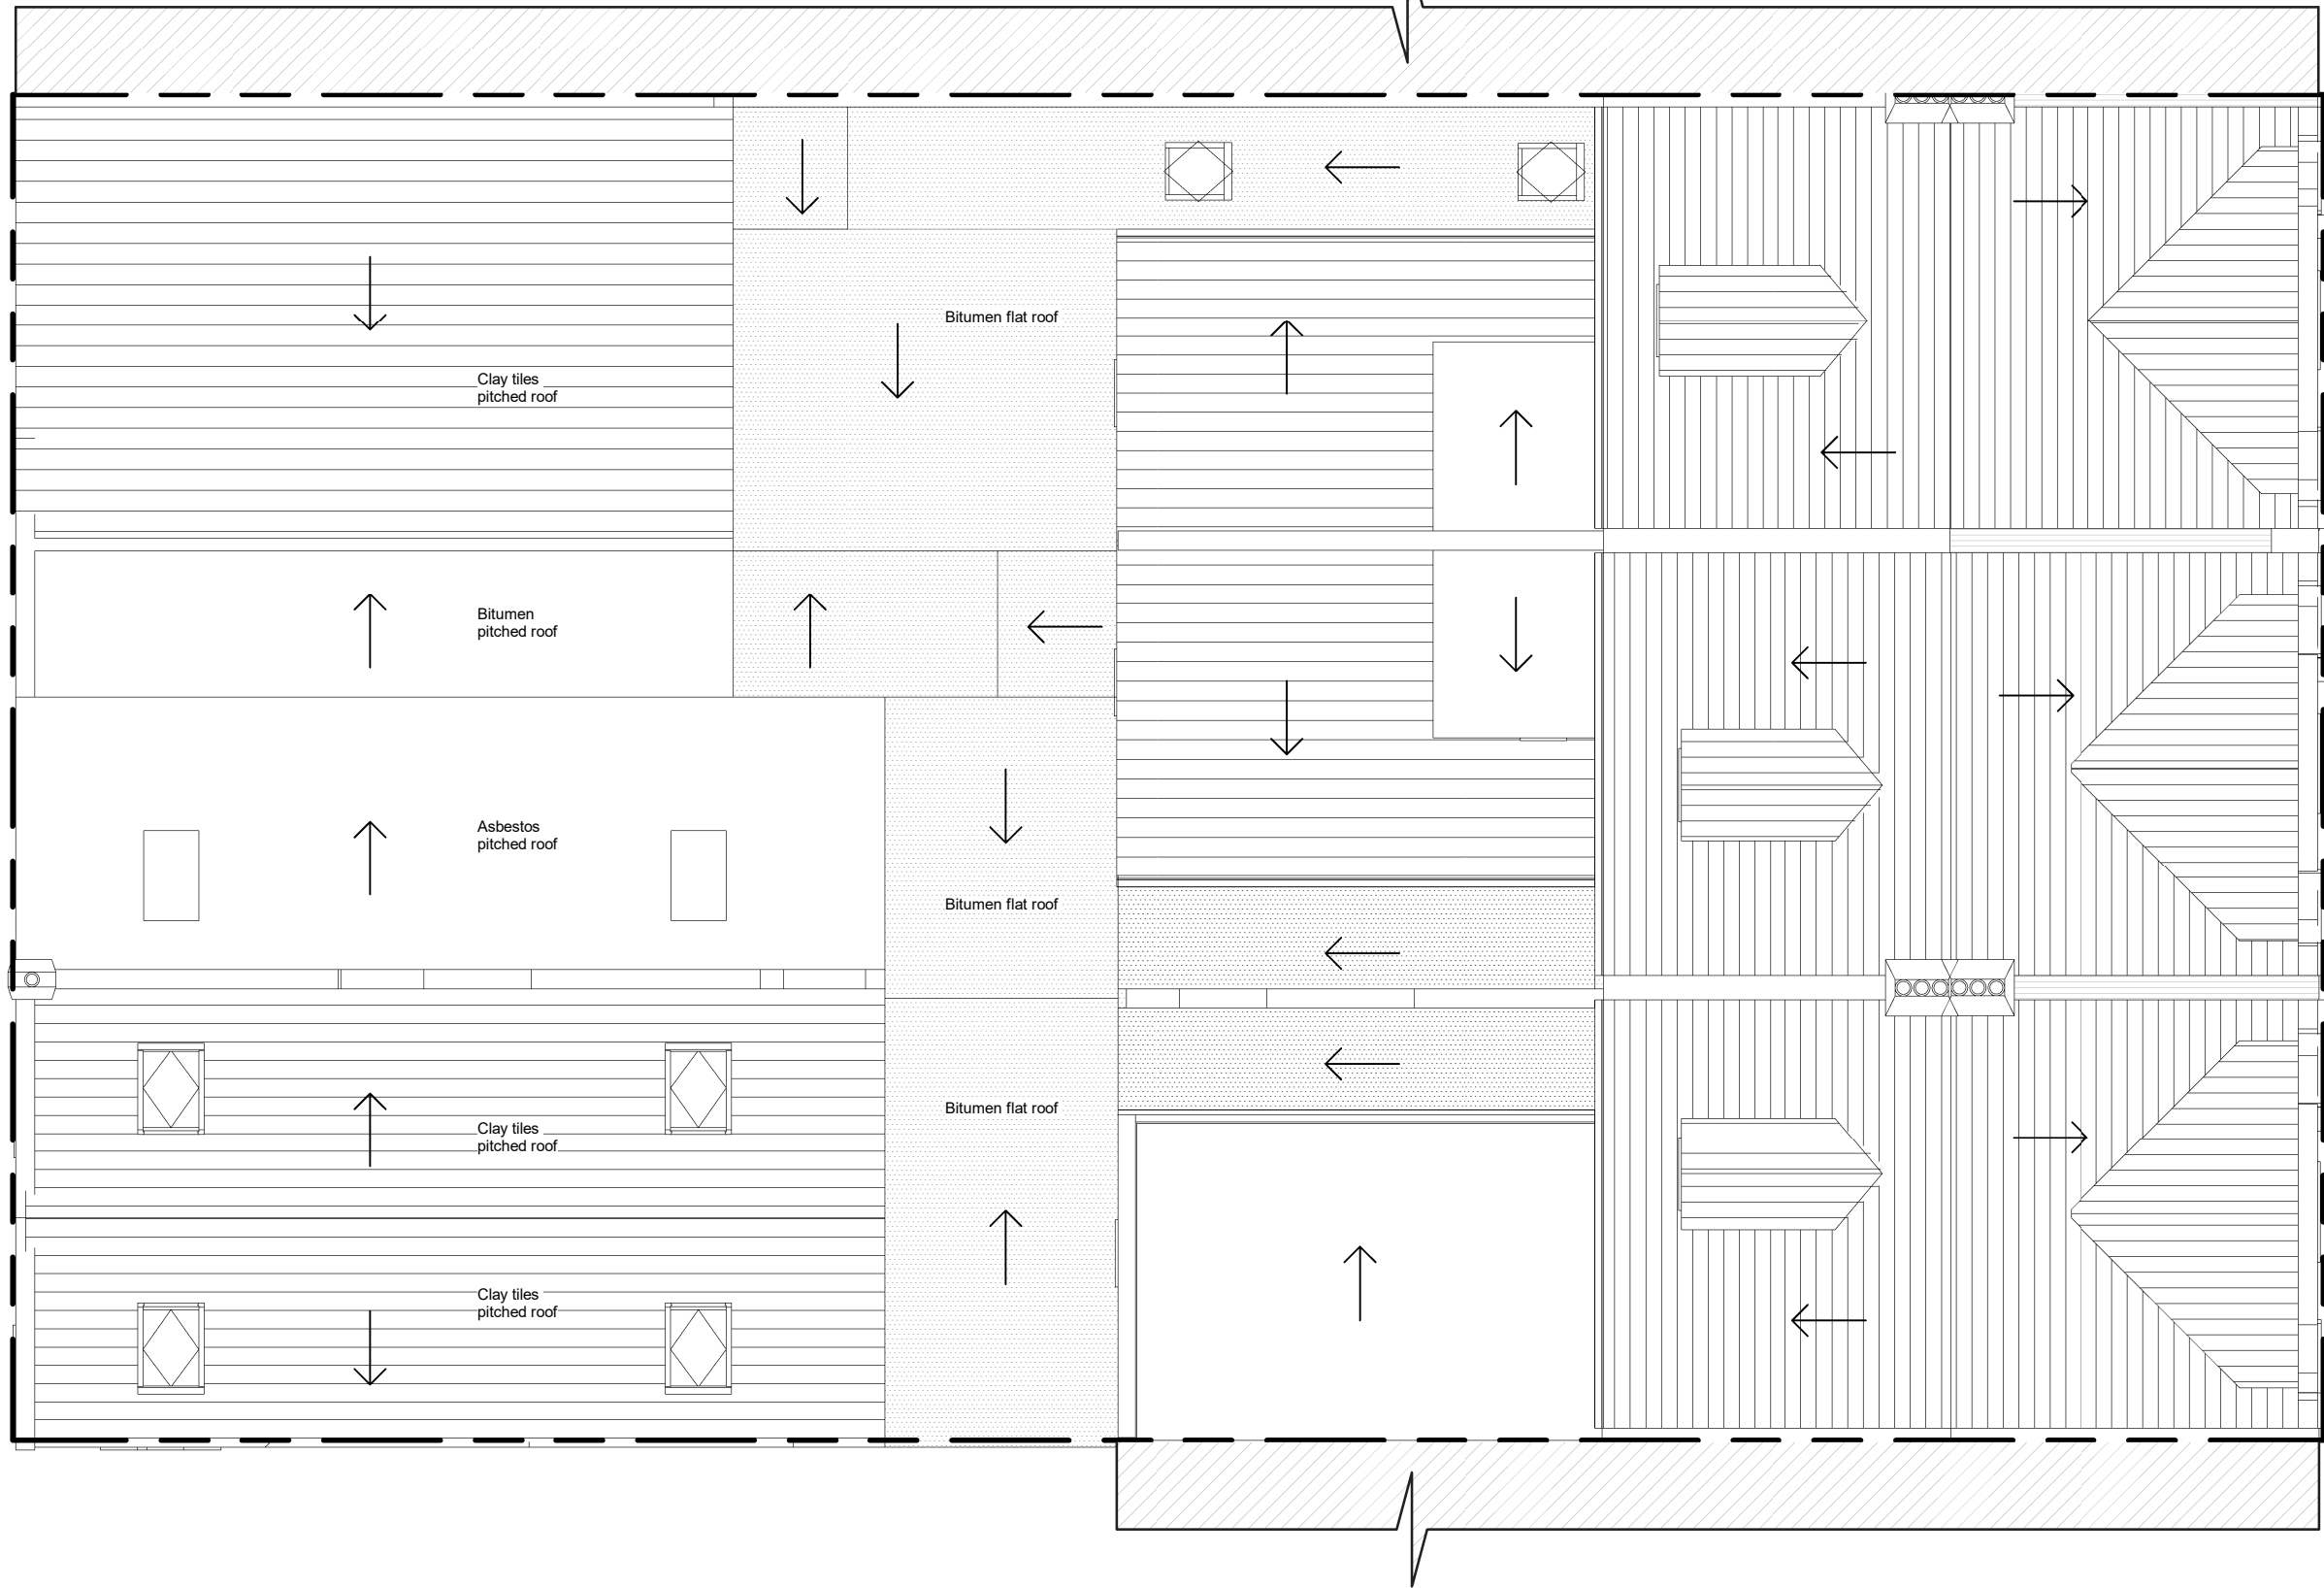 Bitumen flat roof
Clay tiles
pitched roof
Bitumen
pitched roof
Asbestos
pitched roof
Bitumen flat roof
Bitumen flat roof
Clay tiles
pitched roof
Clay tiles
pitched roof